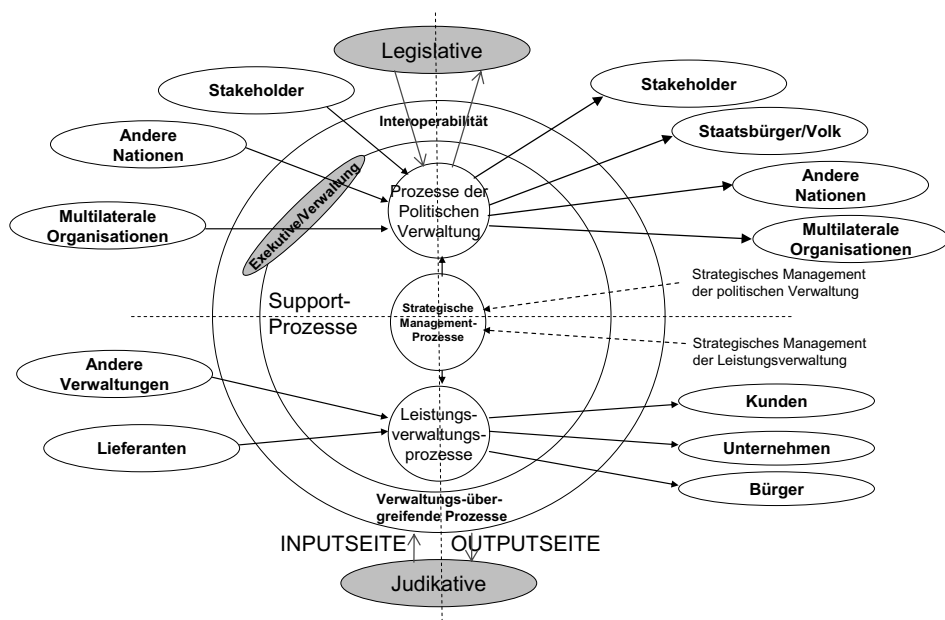 Legislative
Stakeholder
Stakeholder
Interoperabilität
Staatsbürger/Volk
Andere
Nationen
Exekutive/Verwaltung
Prozesse der
Politischen
Verwaltung
Andere
Nationen
Multilaterale
Organisationen
Multilaterale
Organisationen
Strategisches Management
der politischen Verwaltung
Support-
Prozesse
Strategische
Management-
Prozesse
Strategisches Management
der Leistungsverwaltung
Andere
Verwaltungen
Kunden
Leistungs-
verwaltungs-
prozesse
Lieferanten
Unternehmen
Bürger
Verwaltungs-über-
greifende Prozesse
INPUTSEITE
OUTPUTSEITE
Judikative